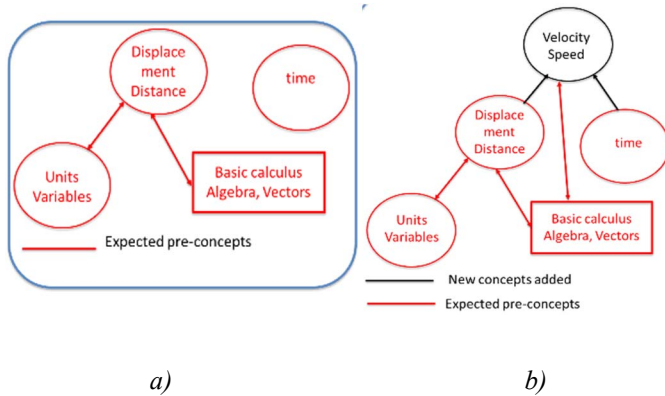 Displace
ment
Distance
time
Units
Variables
Basic calculus
Algebra, Vectors
Expected pre-concepts
a)
Velocity
Speed
Displace
ment
Distance
time
Units
Variables
Basic calculus
Algebra, Vectors
New concepts added
Expected pre-concepts
b)